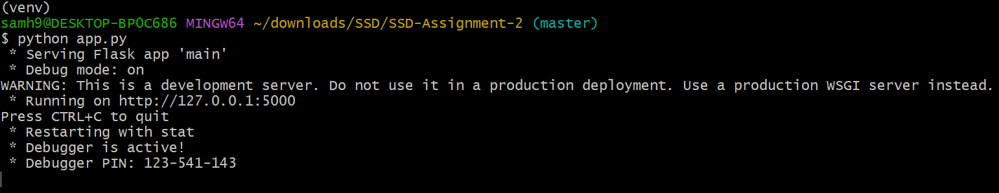 (venv)
samh9@DESKTOP-BP0C686 MINGW64 ~/downloads/SSD/SSD-Assignment-2 (master)
$ python app.py
 * Serving Flask app 'main'
 * Debug mode: on
WARNING: This is a development server. Do not use it in a production deployment. Use a production WSGI server instead.
 * Running on http://127.0.0.1:5000
Press CTRL+C to quit
 * Restarting with stat
 * Debugger is active!
 * Debugger PIN: 123-541-143